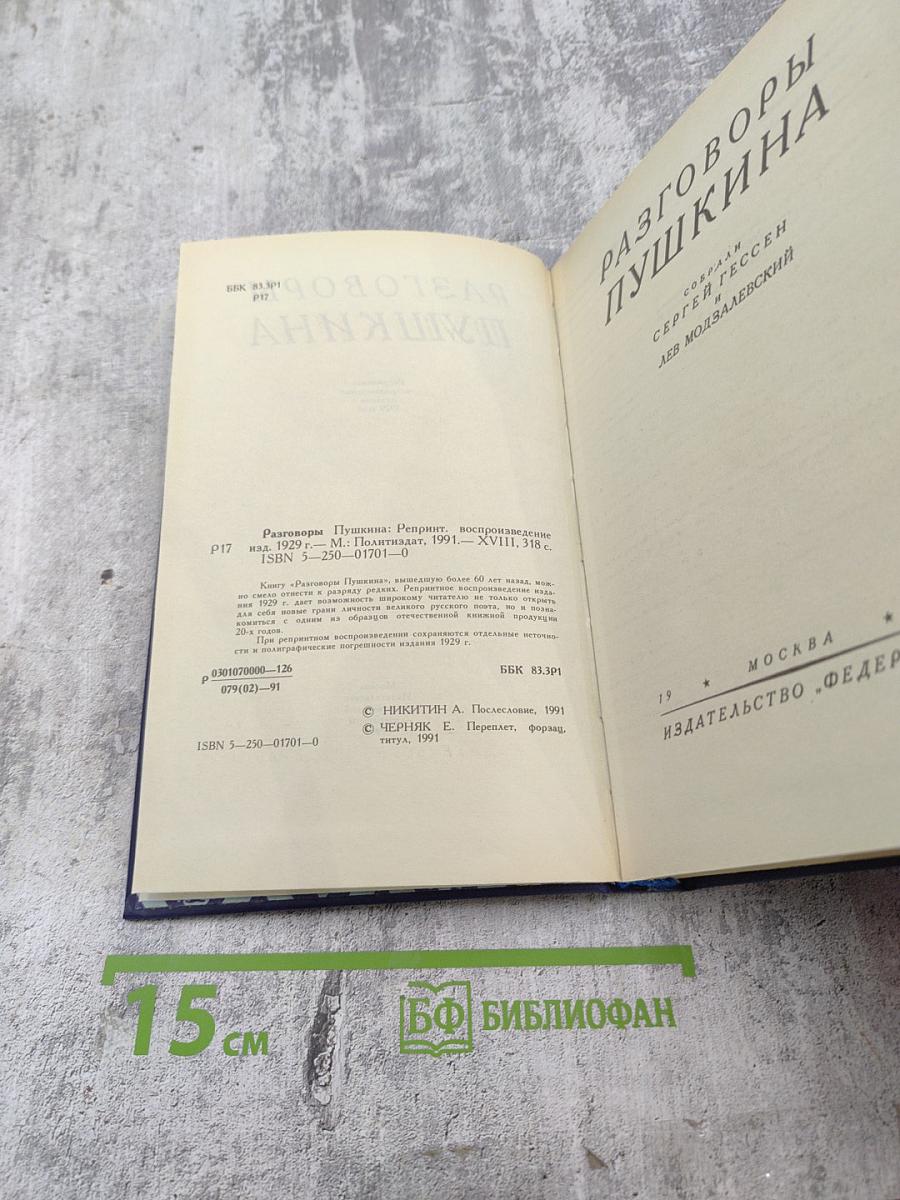 ББК 83.3Р1
Р17
Р17
Разговоры Пушкина: Репринт. воспроизведение
изд. 1929 г.— М.: Политиздат, 1991.— XVIII, 318 с.
ISBN 5—250—01701—0
Книгу «Разговоры Пушкина», вышедшую более 60 лет назад, мож-
но смело отнести к разряду редких. Репринтное воспроизведение изда-
ния 1929 г. дает возможность широкому читателю не только открыть
для себя новые грани личности великого русского поэта, но и позна-
комиться с одним из образцов отечественной книжной продукции
20-х годов.
При репринтном воспроизведении сохраняются отдельные неточно-
сти и полиграфические погрешности издания 1929 г.
Р 0301070000—126
079(02)—91
ББК 83.3Р1
© НИКИТИН А. Послесловие, 1991
© ЧЕРНЯК Е. Переплет, форзац,
титул, 1991
ISBN 5—250—01701—0
РАЗГОВОРЫ
ПУШКИНА
СОБРАЛИ
СЕРГЕЙ ГЕССЕН
И
ЛЕВ МОДЗАЛЕВСКИЙ
19 ★ МОСКВА ★
ИЗДАТЕЛЬСТВО „ФЕДЕР
15 см
БФ БИБЛИОФАН